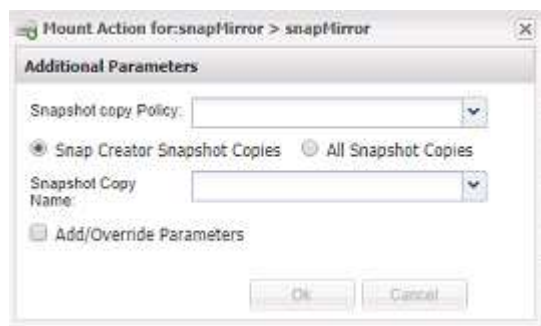 Mount Action for:snapMirror > snapMirror
Additional Parameters
Snapshot copy Policy:
Snap Creator Snapshot Copies All Snapshot Copies
Snapshot Copy
Name:
Add/Override Parameters
Ok Cancel